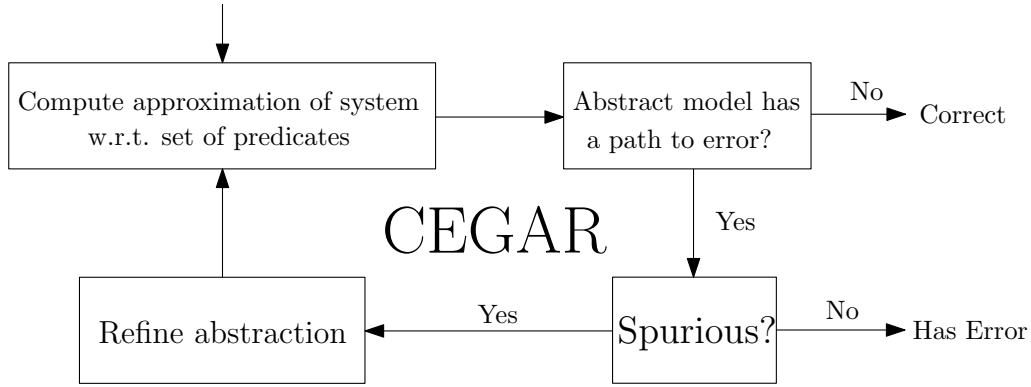 Compute approximation of system
w.r.t. set of predicates
Abstract model has
a path to error?
No
Correct
Yes
CEGAR
Refine abstraction
Yes
Spurious?
No
Has Error